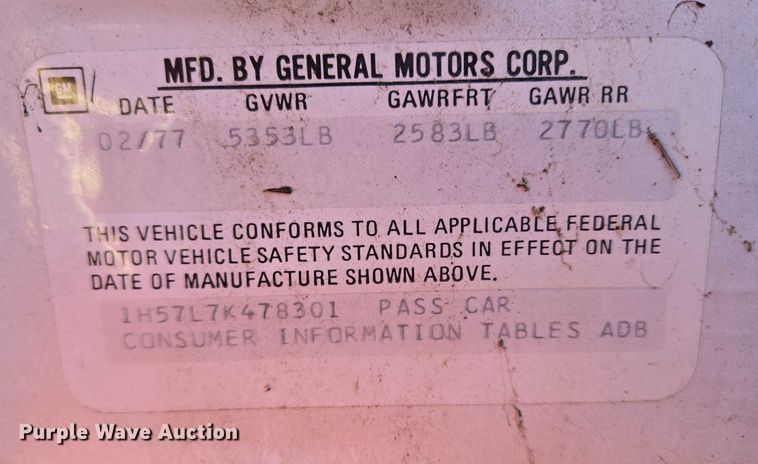 MFD. BY GENERAL MOTORS CORP.
GM
DATE GVWR GAWRFRT GAWR RR
02/77 5353LB 2583LB 2770LB
THIS VEHICLE CONFORMS TO ALL APPLICABLE FEDERAL
MOTOR VEHICLE SAFETY STANDARDS IN EFFECT ON THE
DATE OF MANUFACTURE SHOWN ABOVE.
1H57L7K478301 PASS CAR
CONSUMER INFORMATION TABLES ADB
Purple Wave Auction